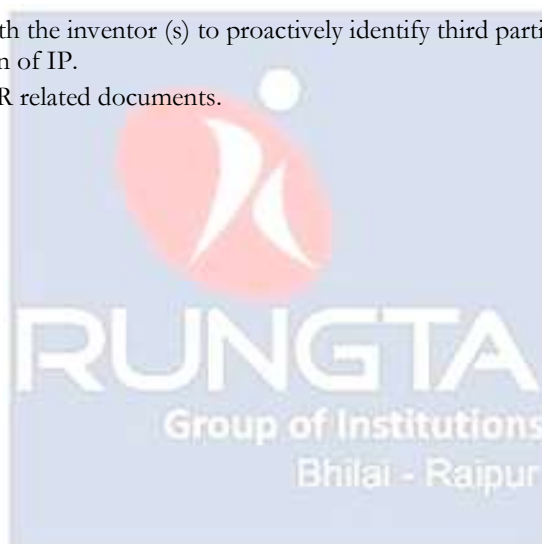 th the inventor (s) to proactively identify third parti
n of IP.
R related documents.
RUNGTA
Group of Institutions
Bhilai - Raipur